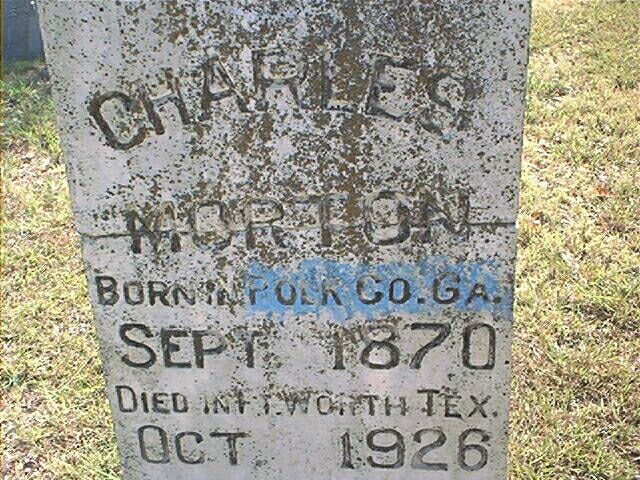 CHARLES
MORTON
BORN IN POLK CO. GA.
SEPT 1870
DIED IN FT. WORTH TEX.
OCT 1926